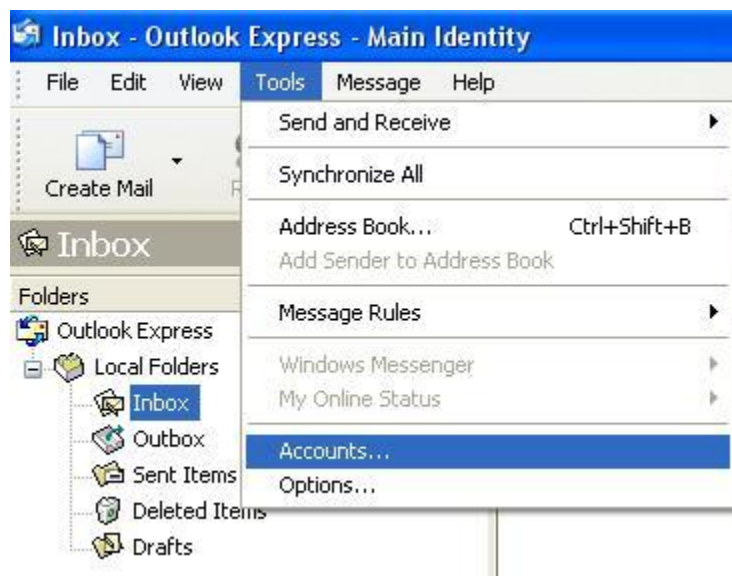 Inbox - Outlook Express - Main Identity
File Edit View Tools Message Help
Send and Receive
Synchronize All
Create Mail
Address Book... Ctrl+Shift+B
Inbox
Add Sender to Address Book
Folders
Message Rules
Outlook Express
Local Folders
Windows Messenger
Inbox
My Online Status
Outbox
Accounts...
Sent Items
Options...
Deleted Items
Drafts